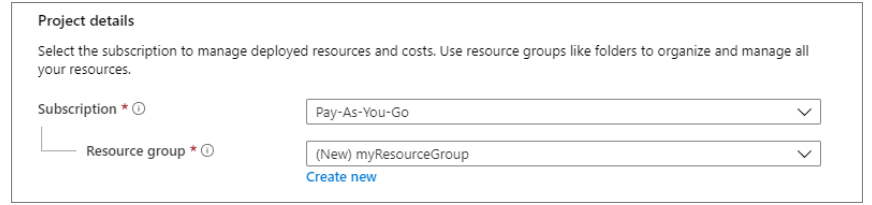 Project details
Select the subscription to manage deployed resources and costs. Use resource groups like folders to organize and manage all
your resources.
Subscription * ⓘ
Pay-As-You-Go
Resource group * ⓘ
(New) myResourceGroup
Create new